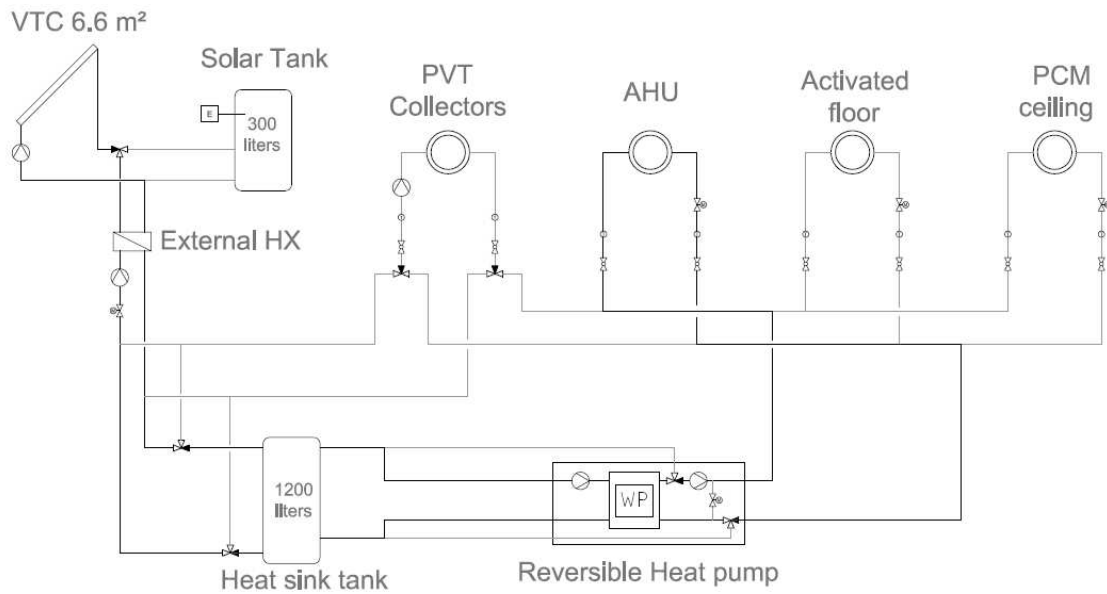 VTC 6.6 m²
Solar Tank
E
300
liters
PVT
Collectors
AHU
Activated
floor
PCM
ceiling
External HX
1200
liters
WP
Heat sink tank
Reversible Heat pump